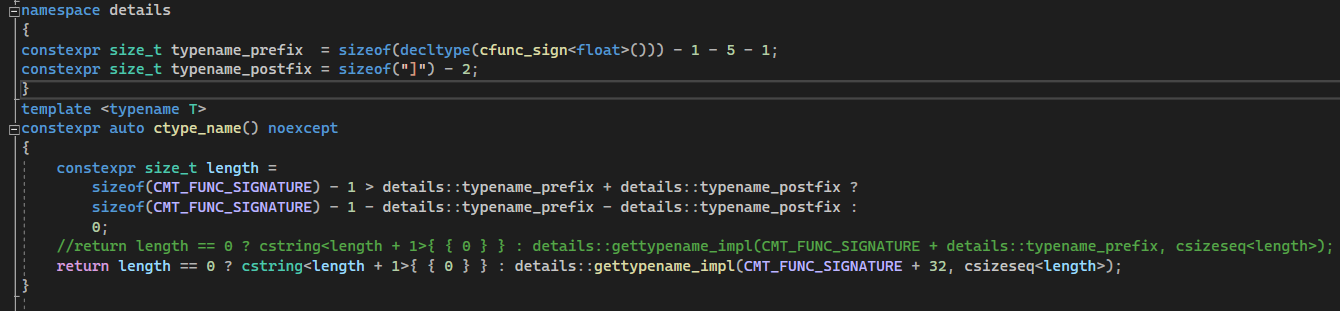 namespace details
{
constexpr size_t typename_prefix  = sizeof(decltype(cfunc_sign<float>())) - 1 - 5 - 1;
constexpr size_t typename_postfix = sizeof("]") - 2;
}
template <typename T>
constexpr auto ctype_name() noexcept
{
    constexpr size_t length =
        sizeof(CMT_FUNC_SIGNATURE) - 1 > details::typename_prefix + details::typename_postfix ?
        sizeof(CMT_FUNC_SIGNATURE) - 1 - details::typename_prefix - details::typename_postfix :
        0;
    //return length == 0 ? cstring<length + 1>{ { 0 } } : details::gettypename_impl(CMT_FUNC_SIGNATURE + details::typename_prefix, csizeseq<length>);
    return length == 0 ? cstring<length + 1>{ { 0 } } : details::gettypename_impl(CMT_FUNC_SIGNATURE + 32, csizeseq<length>);
}